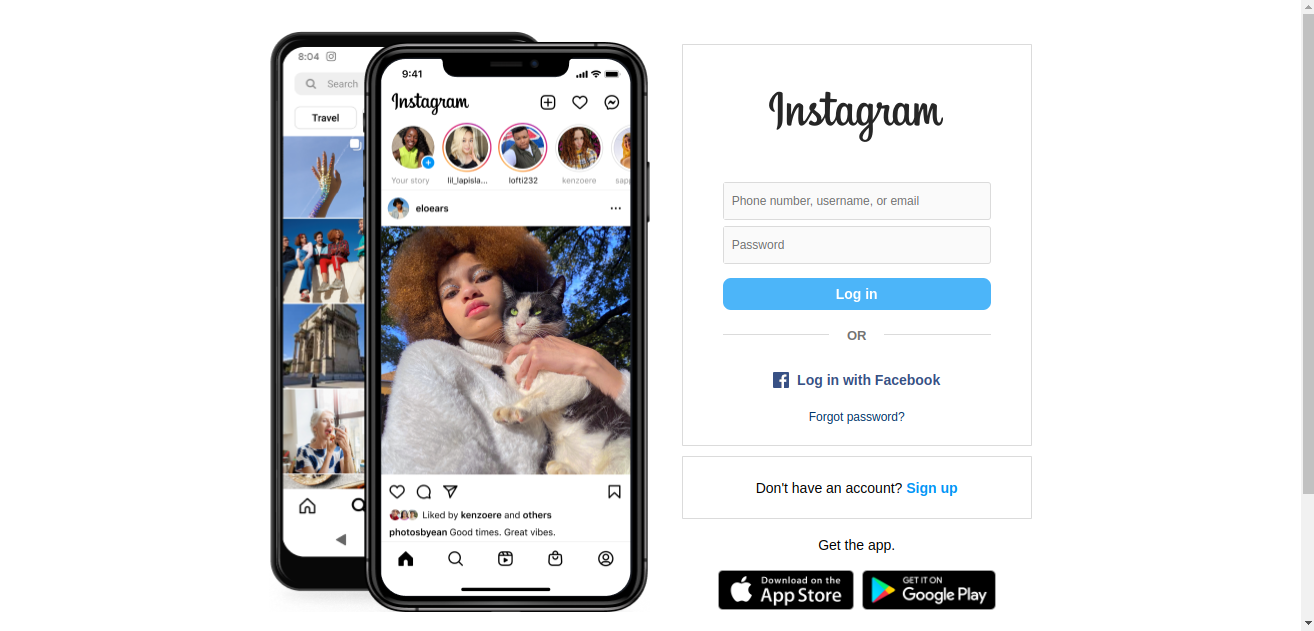 8:04
Search
Travel
9:41
Instagram
Your story
lil_lapisla...
lofti232
kenzoere
sap
eloears
Liked by kenzoere and others
photosbyean Good times. Great vibes.
Instagram
Phone number, username, or email
Password
Log in
OR
Log in with Facebook
Forgot password?
Don't have an account? Sign up
Get the app.
Download on the
App Store
GET IT ON
Google Play